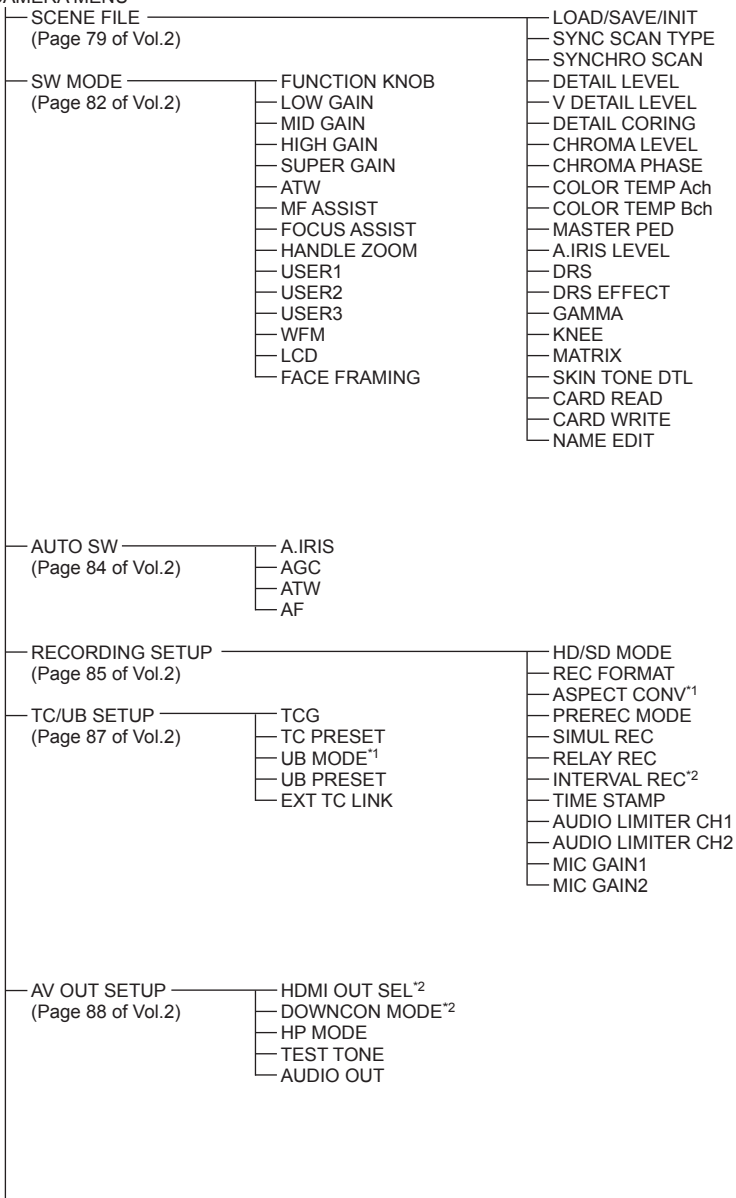 CAMERA MENU
SCENE FILE
(Page 79 of Vol.2)
LOAD/SAVE/INIT
SYNC SCAN TYPE
SYNCHRO SCAN
DETAIL LEVEL
V DETAIL LEVEL
DETAIL CORING
CHROMA LEVEL
CHROMA PHASE
COLOR TEMP Ach
COLOR TEMP Bch
MASTER PED
A.IRIS LEVEL
DRS
DRS EFFECT
GAMMA
KNEE
MATRIX
SKIN TONE DTL
CARD READ
CARD WRITE
NAME EDIT
SW MODE
(Page 82 of Vol.2)
FUNCTION KNOB
LOW GAIN
MID GAIN
HIGH GAIN
SUPER GAIN
ATW
MF ASSIST
FOCUS ASSIST
HANDLE ZOOM
USER1
USER2
USER3
WFM
LCD
FACE FRAMING
AUTO SW
(Page 84 of Vol.2)
A.IRIS
AGC
ATW
AF
RECORDING SETUP
(Page 85 of Vol.2)
HD/SD MODE
REC FORMAT
ASPECT CONV*1
PREREC MODE
SIMUL REC
RELAY REC
INTERVAL REC*2
TIME STAMP
AUDIO LIMITER CH1
AUDIO LIMITER CH2
MIC GAIN1
MIC GAIN2
TC/UB SETUP
(Page 87 of Vol.2)
TCG
TC PRESET
UB MODE*1
UB PRESET
EXT TC LINK
AV OUT SETUP
(Page 88 of Vol.2)
HDMI OUT SEL*2
DOWNCON MODE*2
HP MODE
TEST TONE
AUDIO OUT